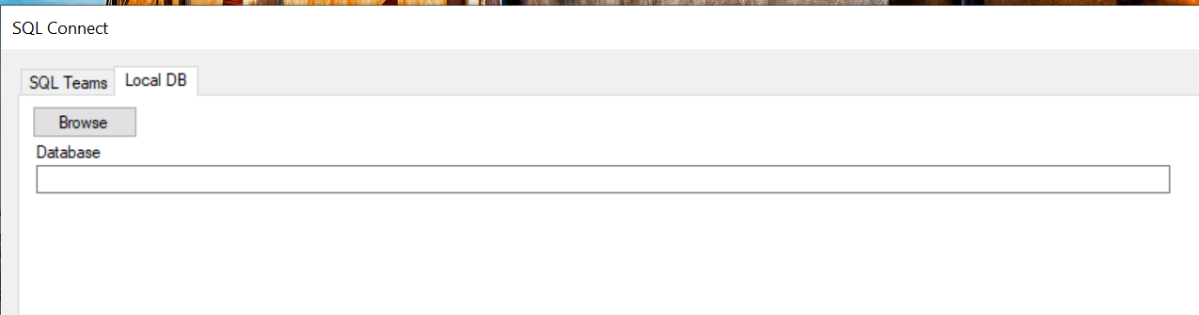 SQL Connect
SQL Teams
Local DB
Browse
Database